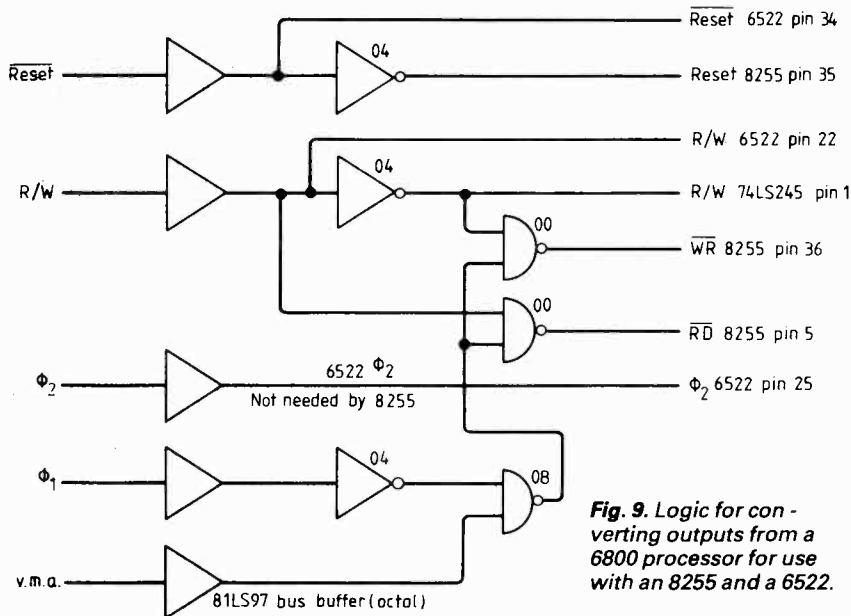 Reset 6522 pin 34
Reset
04
Reset 8255 pin 35
R/W 6522 pin 22
R/W
04
R/W 74LS245 pin 1
00
WR 8255 pin 36
00
RD 8255 pin 5
Φ2
6522 Φ2
Φ2 6522 pin 25
Not needed by 8255
Φ1
04
08
v.m.a.
81LS97 bus buffer (octal)
Fig. 9. Logic for con -
verting outputs from a
6800 processor for use
with an 8255 and a 6522.